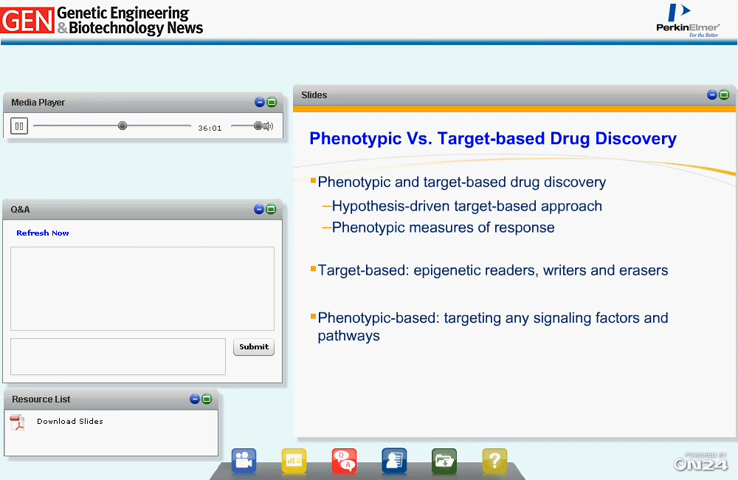 GEN Genetic Engineering
& Biotechnology News
PerkinElmer
For the Better
Media Player
36:01
Q&A
Refresh Now
Submit
Resource List
Download Slides
Slides
Phenotypic Vs. Target-based Drug Discovery
Phenotypic and target-based drug discovery
–Hypothesis-driven target-based approach
–Phenotypic measures of response
Target-based: epigenetic readers, writers and erasers
Phenotypic-based: targeting any signaling factors and
pathways
Q
A
?
POWERED BY
ON24